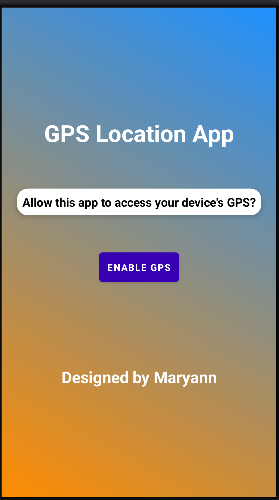 GPS Location App
Allow this app to access your device's GPS?
ENABLE GPS
Designed by Maryann